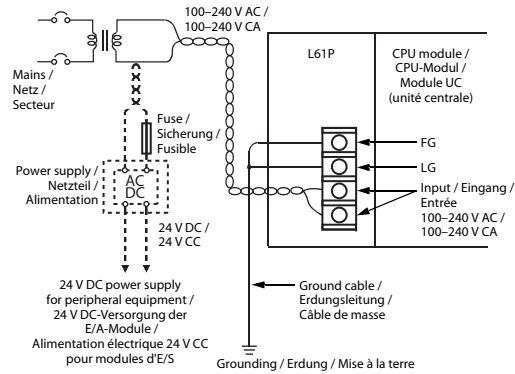 100–240 V AC /
100–240 V CA
L61P
CPU module /
CPU-Modul /
Module UC
(unité centrale)
Mains /
Netz /
Secteur
Fuse /
Sicherung /
Fusible
FG
LG
Power supply /
Netzteil /
Alimentation
AC
DC
Input / Eingang /
Entrée
100–240 V AC /
100–240 V CA
24 V DC /
24 V CC
24 V DC power supply
for peripheral equipment /
24 V DC-Versorgung der
E/A-Module /
Alimentation électrique 24 V CC
pour modules d'E/S
Ground cable /
Erdungsleitung /
Câble de masse
Grounding / Erdung / Mise à la terre